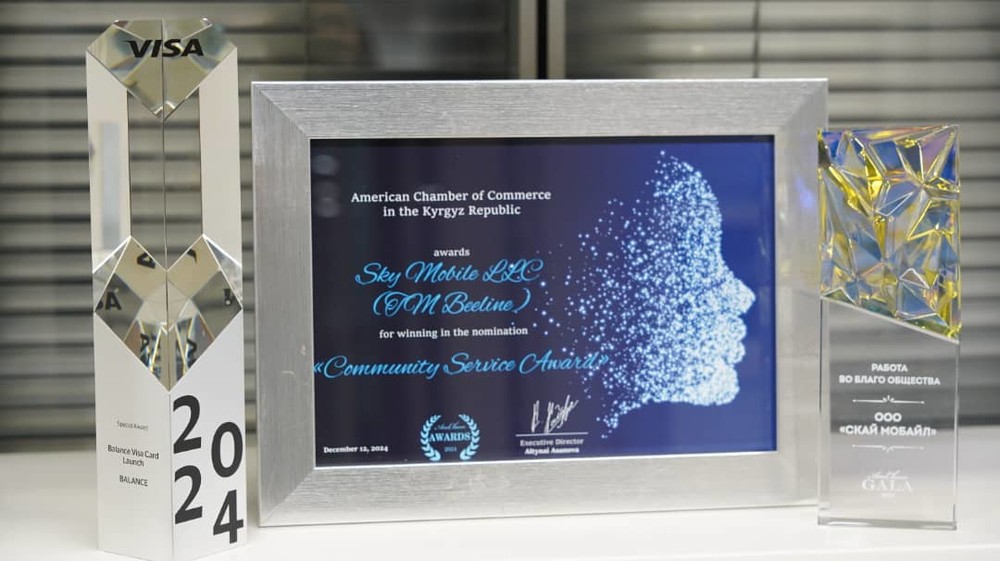 VISA
Special Award
Balance Visa Card
Launch
BALANCE
2024
American Chamber of Commerce
in the Kyrgyz Republic
awards
Sky Mobile LLC
(TM Beeline)
for winning in the nomination
«Community Service Award»
December 12, 2024
AWARDS
Executive Director
РАБОТА
ВО БЛАГО ОБЩЕСТВА
ООО
«СКАЙ МОБАЙЛ»
GALA